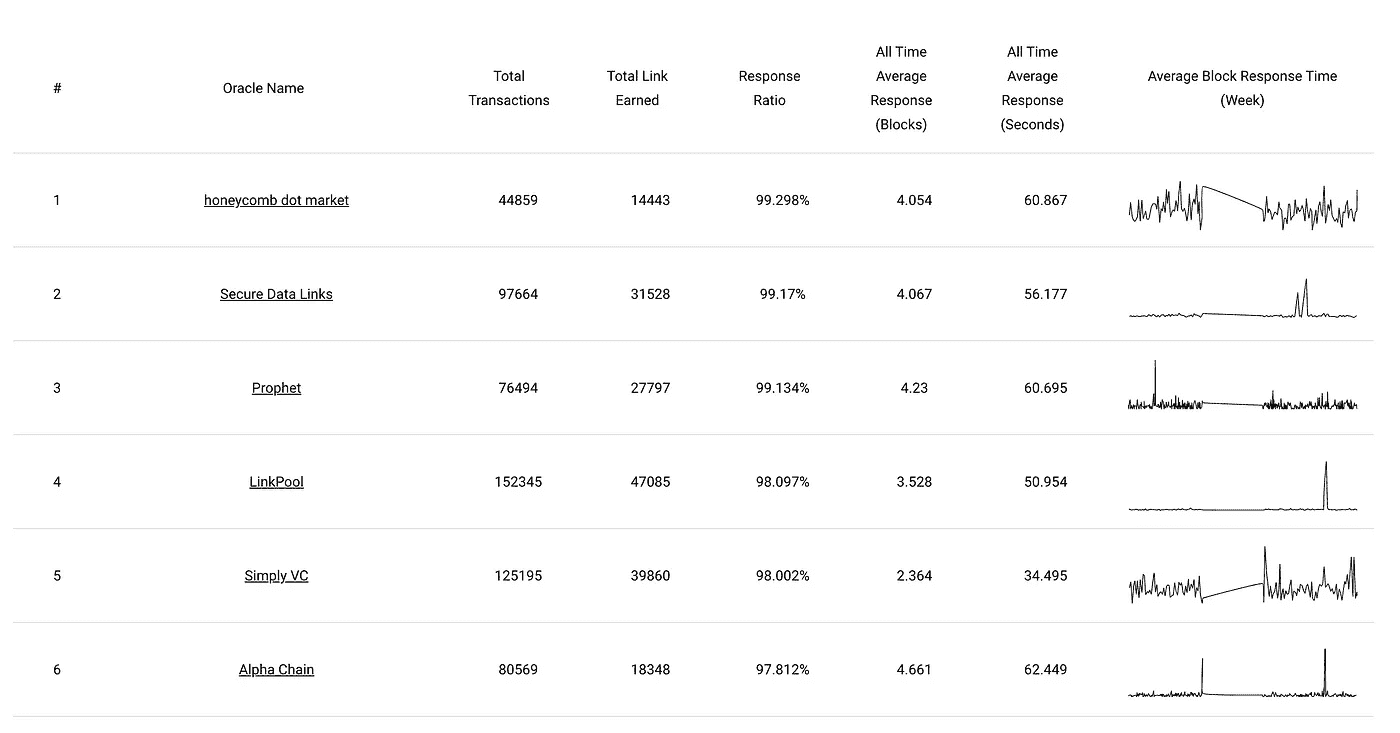 # Oracle Name Total Transactions Total Link Earned Response Ratio All Time Average Response (Blocks) All Time Average Response (Seconds) Average Block Response Time (Week)
1 honeycomb dot market 44859 14443 99.298% 4.054 60.867
2 Secure Data Links 97664 31528 99.17% 4.067 56.177
3 Prophet 76494 27797 99.134% 4.23 60.695
4 LinkPool 152345 47085 98.097% 3.528 50.954
5 Simply VC 125195 39860 98.002% 2.364 34.495
6 Alpha Chain 80569 18348 97.812% 4.661 62.449